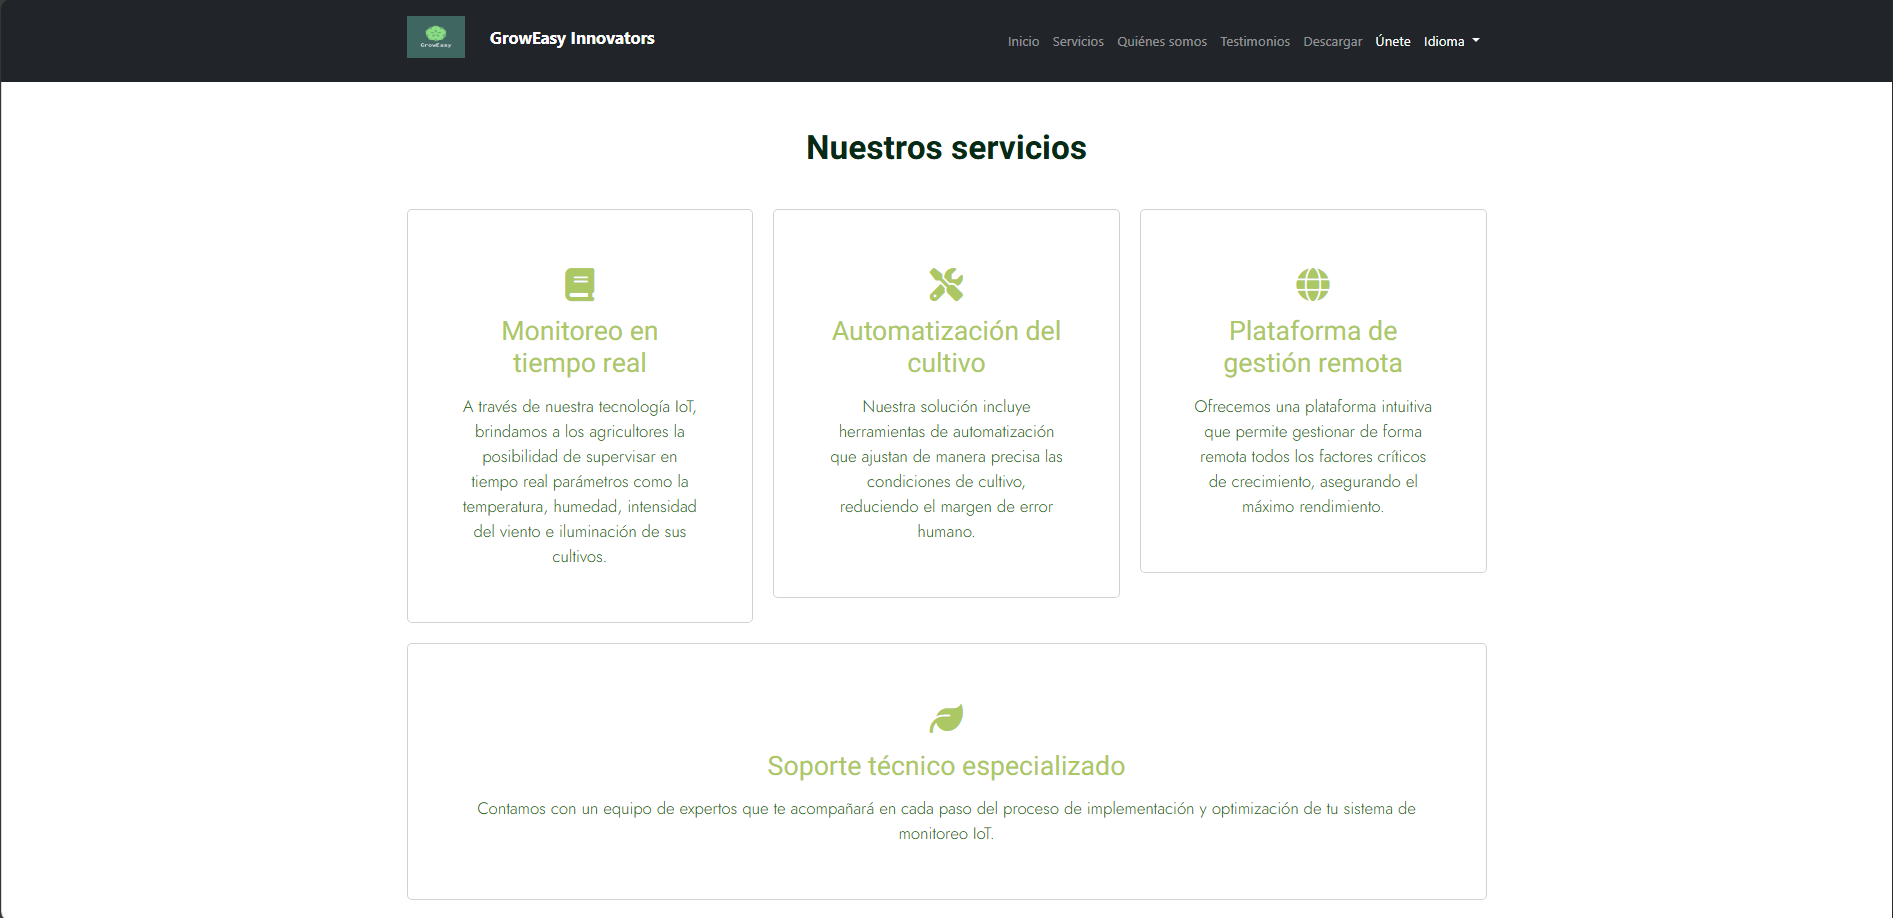 GrowEasy
GrowEasy Innovators
Inicio Servicios Quiénes somos Testimonios Descargar Únete Idioma
Nuestros servicios
Monitoreo en
tiempo real
A través de nuestra tecnología IoT,
brindamos a los agricultores la
posibilidad de supervisar en
tiempo real parámetros como la
temperatura, humedad, intensidad
del viento e iluminación de sus
cultivos.
Automatización del
cultivo
Nuestra solución incluye
herramientas de automatización
que ajustan de manera precisa las
condiciones de cultivo,
reduciendo el margen de error
humano.
Plataforma de
gestión remota
Ofrecemos una plataforma intuitiva
que permite gestionar de forma
remota todos los factores críticos
de crecimiento, asegurando el
máximo rendimiento.
Soporte técnico especializado
Contamos con un equipo de expertos que te acompañará en cada paso del proceso de implementación y optimización de tu sistema de
monitoreo IoT.